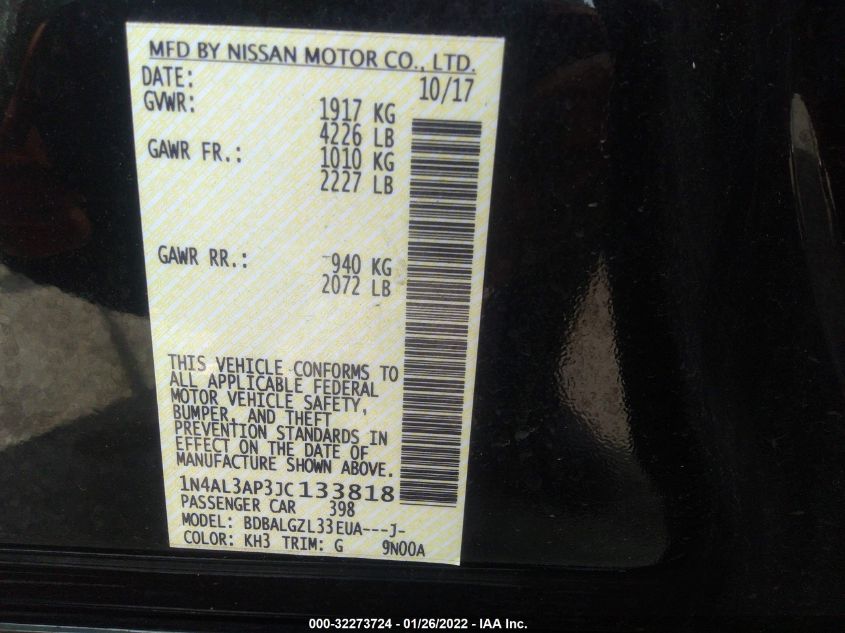 MFD BY NISSAN MOTOR CO., LTD.
DATE: 10/17
GVWR: 1917 KG
4226 LB
GAWR FR.: 1010 KG
2227 LB
GAWR RR.: 940 KG
2072 LB
THIS VEHICLE CONFORMS TO
ALL APPLICABLE FEDERAL
MOTOR VEHICLE SAFETY,
BUMPER, AND THEFT
PREVENTION STANDARDS IN
EFFECT ON THE DATE OF
MANUFACTURE SHOWN ABOVE.
1N4AL3AP3JC133818
PASSENGER CAR 398
MODEL: BDBALGZL33EUA---J-
COLOR: KH3 TRIM: G 9N00A
000-32273724 - 01/26/2022 - IAA Inc.